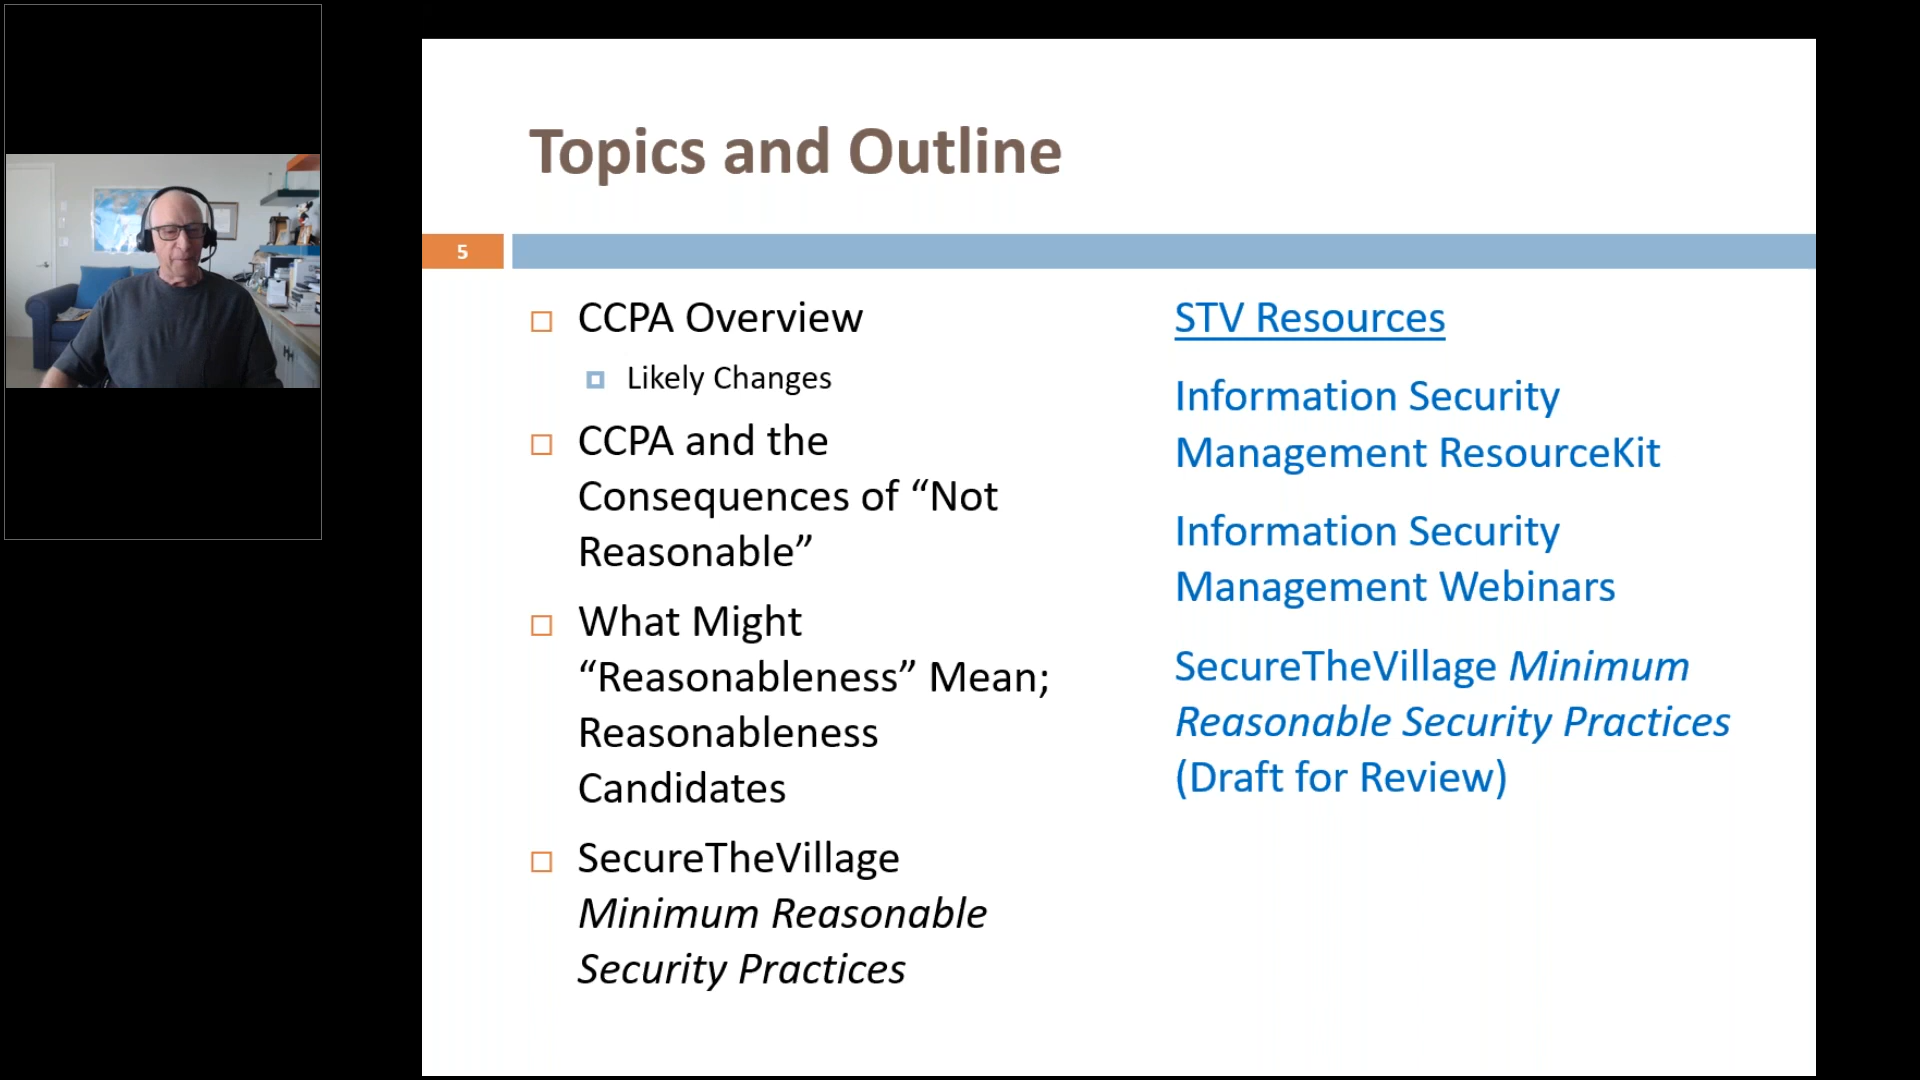 Topics and Outline
5
CCPA Overview
Likely Changes
CCPA and the
Consequences of “Not
Reasonable”
What Might
“Reasonableness” Mean;
Reasonableness
Candidates
SecureTheVillage
Minimum Reasonable
Security Practices
STV Resources
Information Security
Management ResourceKit
Information Security
Management Webinars
SecureTheVillage Minimum
Reasonable Security Practices
(Draft for Review)